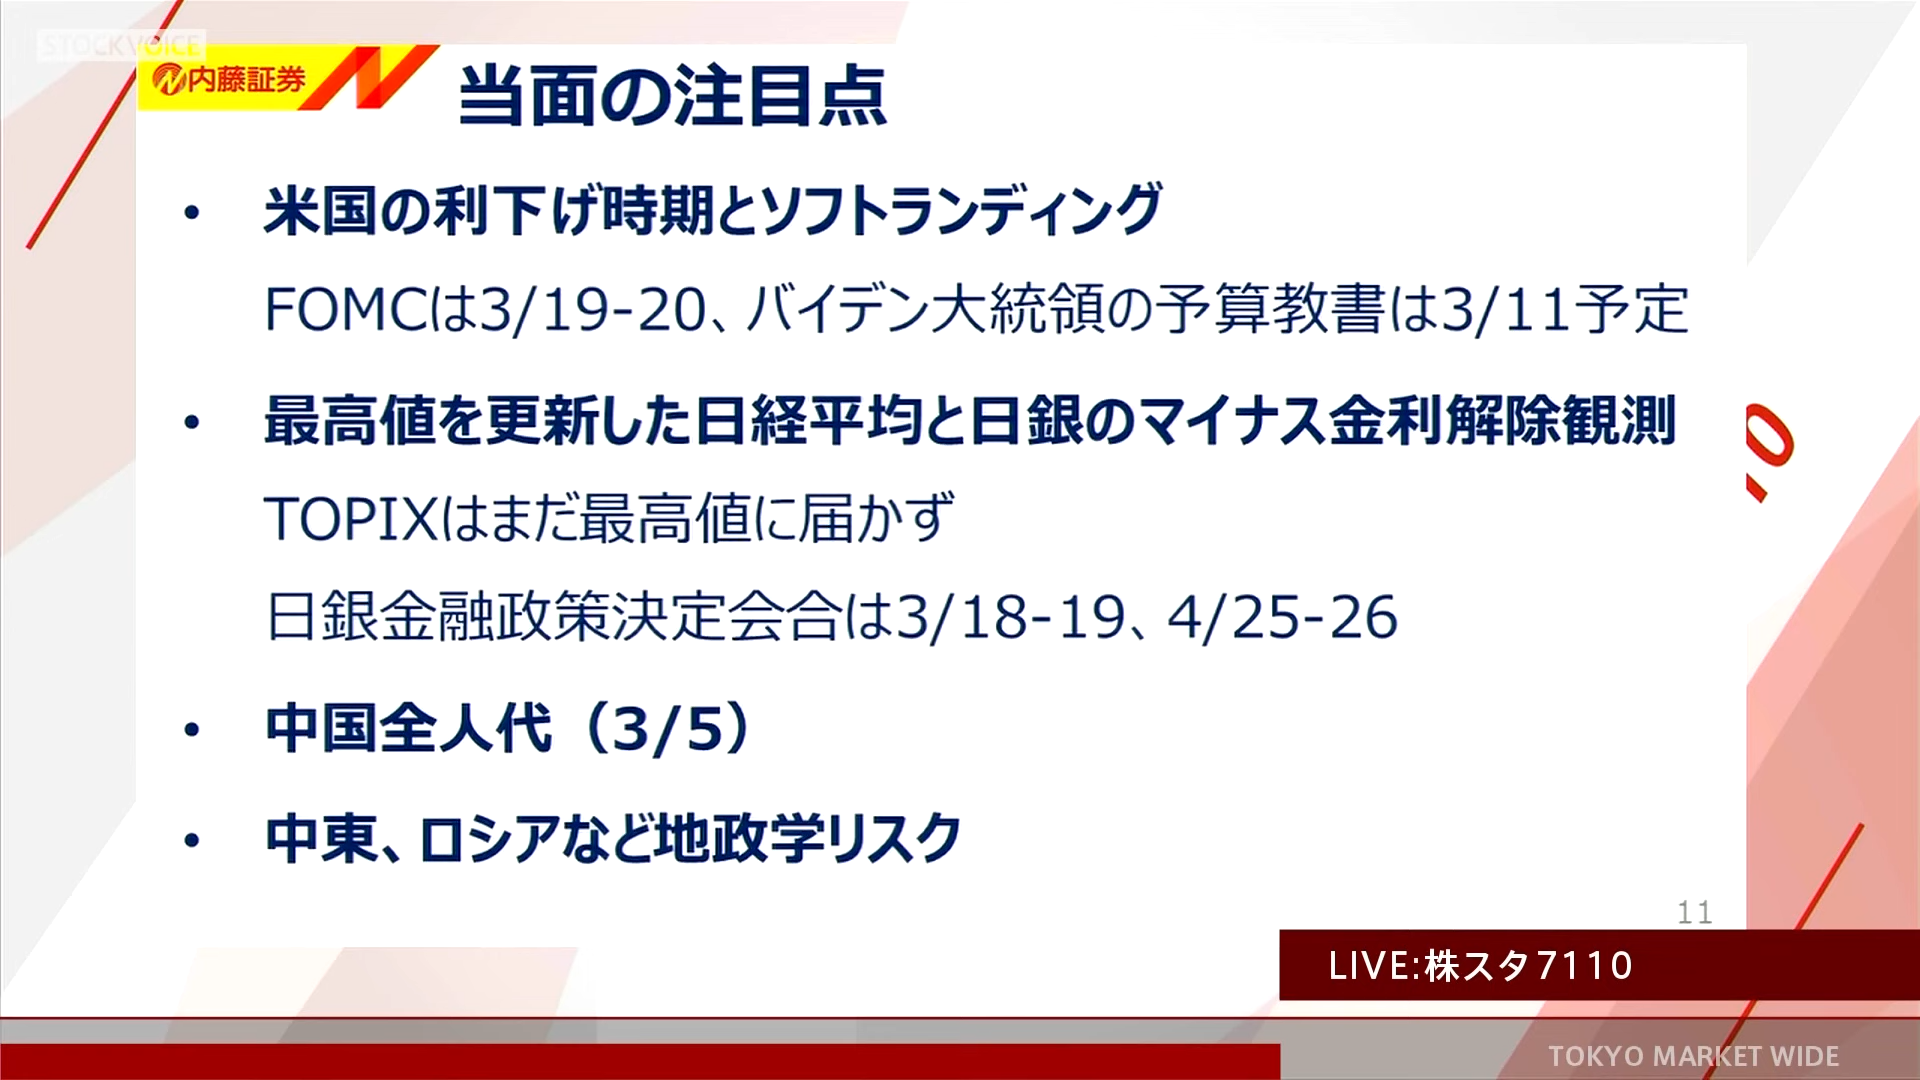 STOCKVOICE
内藤証券
当面の注目点
• 米国の利下げ時期とソフトランディング
FOMCは3/19-20、バイデン大統領の予算教書は3/11予定
• 最高値を更新した日経平均と日銀のマイナス金利解除観測
TOPIXはまだ最高値に届かず
日銀金融政策決定会合は3/18-19、4/25-26
• 中国全人代（3/5）
• 中東、ロシアなど地政学リスク
11
LIVE:株スタ7110
TOKYO MARKET WIDE